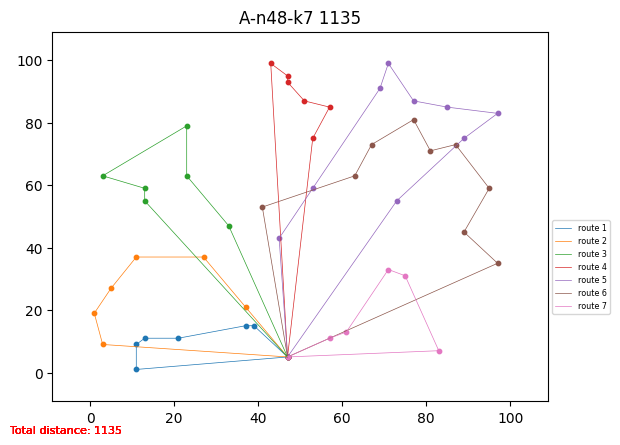 A-n48-k7 1135
100
80
60
40
20
0
0 20 40 60 80 100
route 1
route 2
route 3
route 4
route 5
route 6
route 7
Total distance: 1135